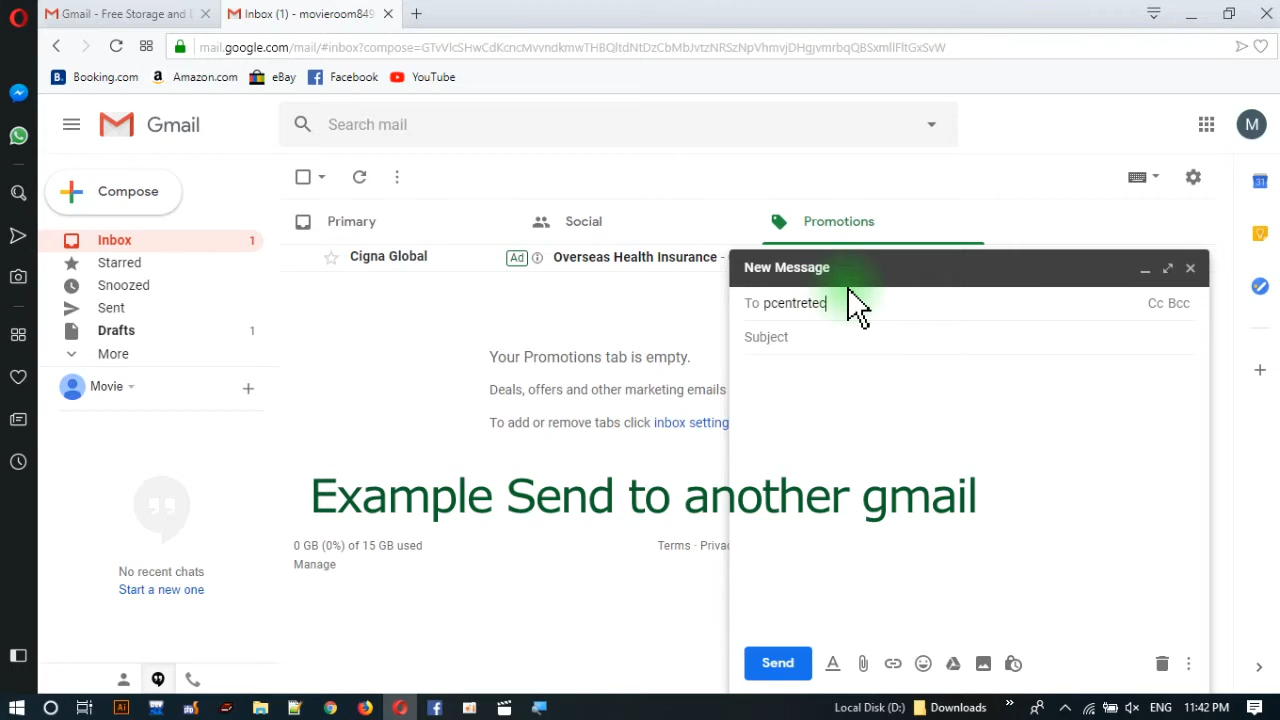 Gmail - Free Storage and
Inbox (1) - movieroom849
mail.google.com/mail/#inbox?compose=
B. Booking.com
a Amazon.com
eBay
Facebook
YouTube
Gmail
Search mail
M
Compose
Primary
Social
Promotions
Inbox 1
Starred
Snoozed
Sent
Drafts 1
More
Movie
Cigna Global
Ad
Overseas Health Insurance -
New Message
To pcentretec
Cc Bcc
Subject
Your Promotions tab is empty.
Deals, offers and other marketing emails
To add or remove tabs click inbox setting
Example Send to another gmail
0 GB (0%) of 15 GB used
Manage
Terms · Privac
No recent chats
Start a new one
Send
31
Local Disk (D:)
Downloads
ENG
11:42 PM